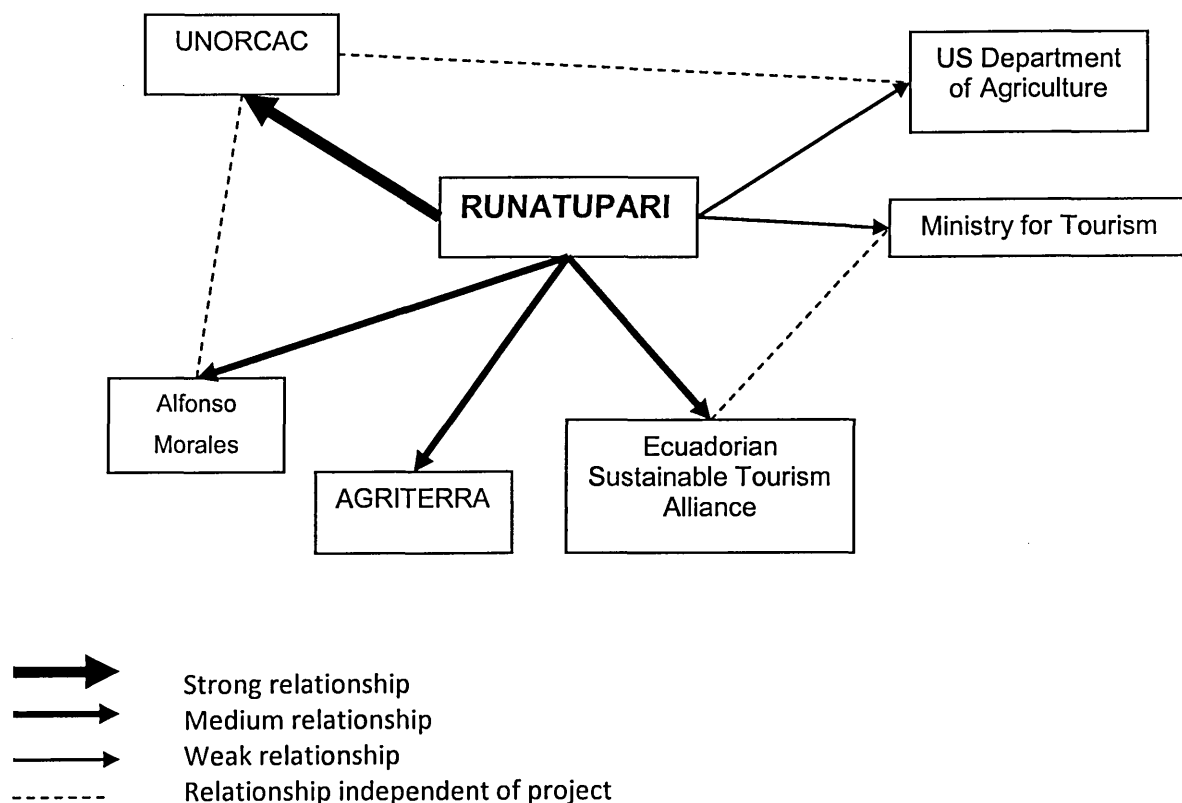 UNORCAC
US Department
of Agriculture
RUNATUPARI
Ministry for Tourism
Alfonso
Morales
AGRITERRA
Ecuadorian
Sustainable Tourism
Alliance
Strong relationship
Medium relationship
Weak relationship
Relationship independent of project